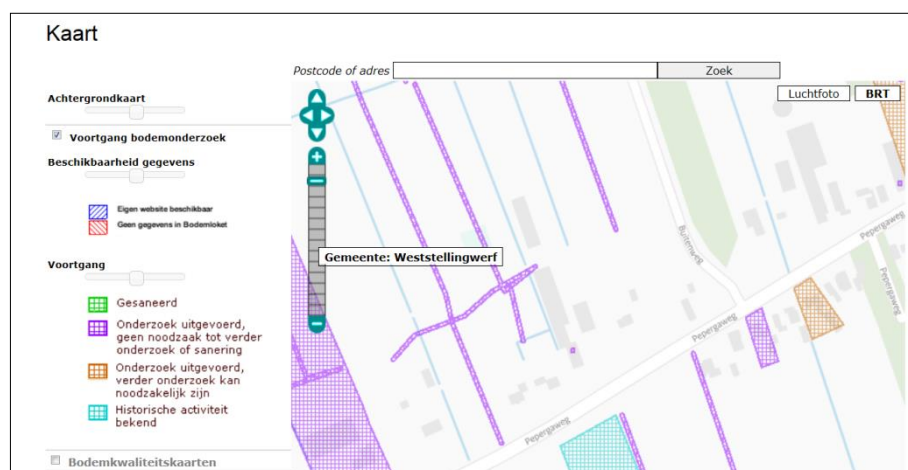 Kaart
Postcode of adres
Zoek
Luchtfoto
BRT
Achtergrondkaart
Voortgang bodemonderzoek
Beschikbaarheid gegevens
Eigen website beschikbaar
Geen gegevens in Bodemloket
Gemeente: Weststellingwerf
Voortgang
Gesaneerd
Onderzoek uitgevoerd,
geen noodzaak tot verder
onderzoek of sanering
Onderzoek uitgevoerd,
verder onderzoek kan
noodzakelijk zijn
Historische activiteit
bekend
Bodemkwaliteitskaarten
Buitenweg
Pepergaweg
Pepergaweg
Pepergaweg
Pepergaweg